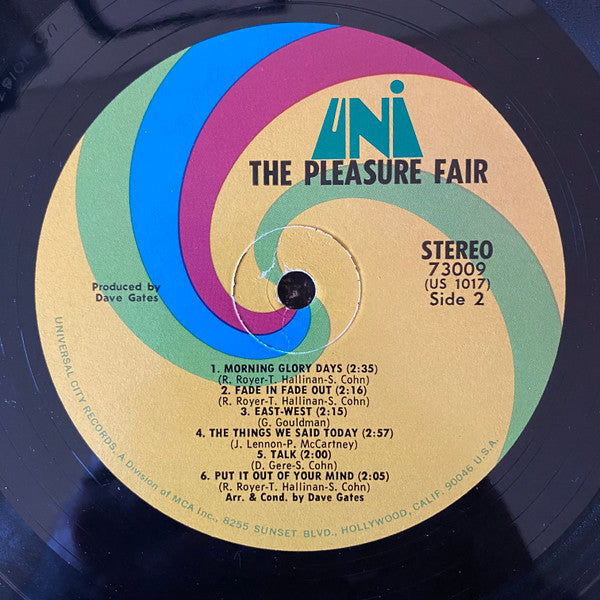 UNI
THE PLEASURE FAIR
STEREO
73009
(US 1017)
Side 2
Produced by
Dave Gates
1. MORNING GLORY DAYS (2:35)
(R. Royer-T. Hallinan-S. Cohn)
2. FADE IN FADE OUT (2:16)
(R. Royer-T. Hallinan-S. Cohn)
3. EAST-WEST (2:15)
(G. Gouldman)
4. THE THINGS WE SAID TODAY (2:57)
(J. Lennon-P. McCartney)
5. TALK (2:00)
(D. Gere-S. Cohn)
6. PUT IT OUT OF YOUR MIND (2:05)
(R. Royer-T. Hallinan-S. Cohn)
Arr. & Cond. by Dave Gates
UNIVERSAL CITY RECORDS, A Division of MCA Inc., 8255 SUNSET BLVD., HOLLYWOOD, CALIF. 90046 U.S.A.